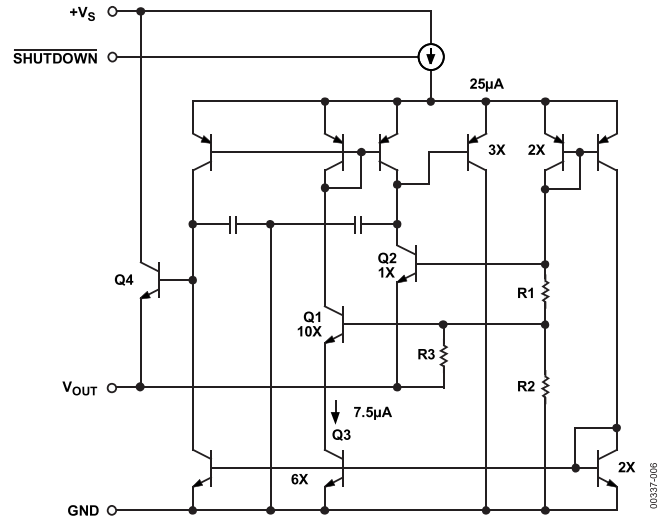 +VS
SHUTDOWN
25µA
3X
2X
Q2
1X
Q4
R1
Q1
10X
R3
R2
VOUT
7.5µA
Q3
6X
2X
GND
00337-006